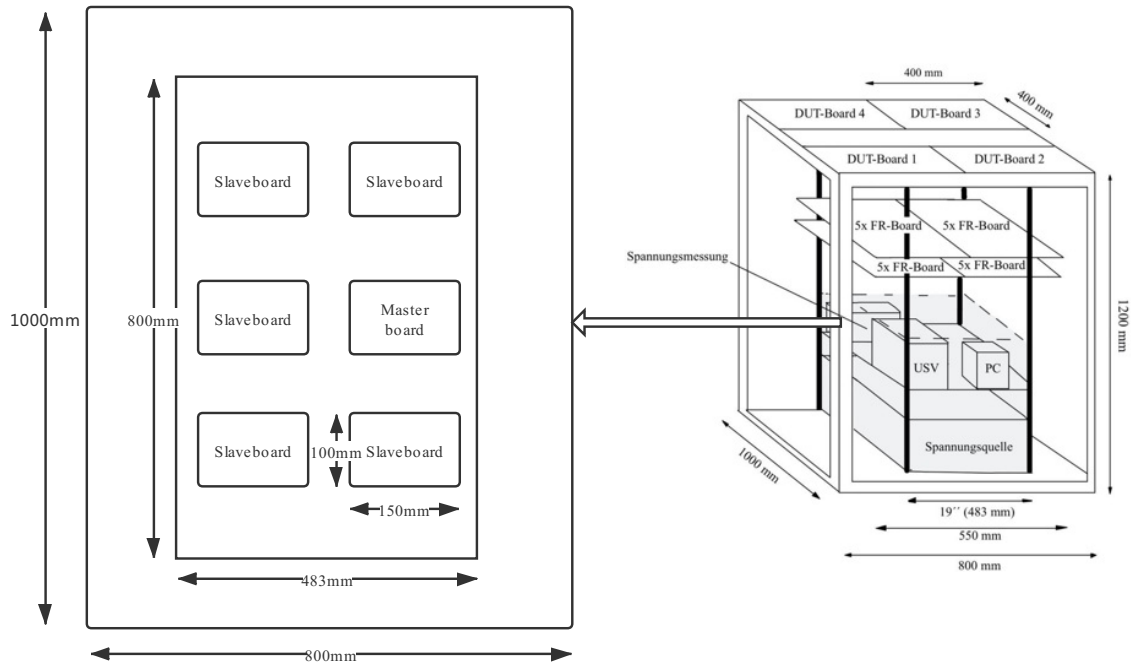 1000mm
800mm
Slaveboard
Slaveboard
Slaveboard
Master
board
Slaveboard
100mm
Slaveboard
150mm
483mm
800mm
400 mm
400 mm
DUT-Board 4
DUT-Board 3
DUT-Board 1
DUT-Board 2
5x FR-Board
5x FR-Board
5x FR-Board
5x FR-Board
Spannungsmessung
USV
PC
Spannungsquelle
1200 mm
1000 mm
19´´ (483 mm)
550 mm
800 mm